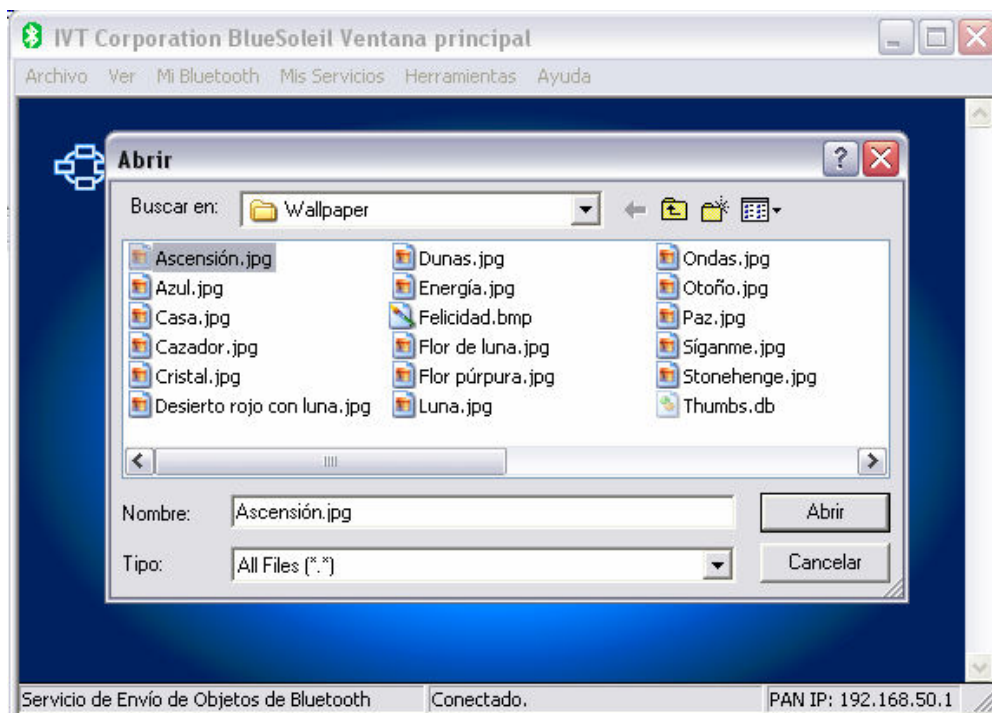 IVT Corporation BlueSoleil Ventana principal
Archivo Ver Mi Bluetooth Mis Servicios Herramientas Ayuda
Abrir
Buscar en: Wallpaper
Ascensión.jpg Dunas.jpg Ondas.jpg
Azul.jpg Energía.jpg Otoño.jpg
Casa.jpg Felicidad.bmp Paz.jpg
Cazador.jpg Flor de luna.jpg Síganme.jpg
Cristal.jpg Flor púrpura.jpg Stonehenge.jpg
Desierto rojo con luna.jpg Luna.jpg Thumbs.db
Nombre: Ascensión.jpg Abrir
Tipo: All Files (*.*) Cancelar
Servicio de Envío de Objetos de Bluetooth Conectado. PAN IP: 192.168.50.1